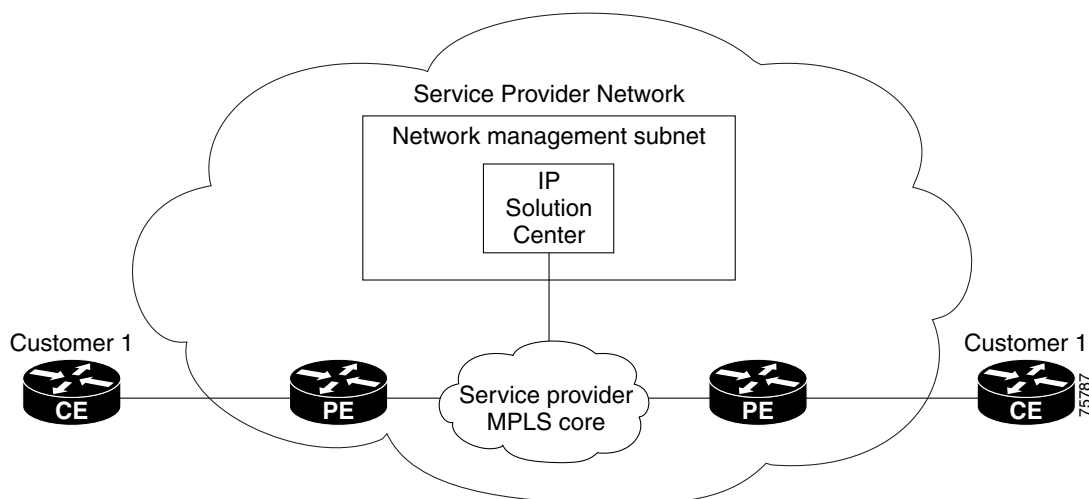 Service Provider Network
Network management subnet
IP
Solution
Center
Customer 1
Customer 1
CE
PE
Service provider
MPLS core
PE
CE
75787